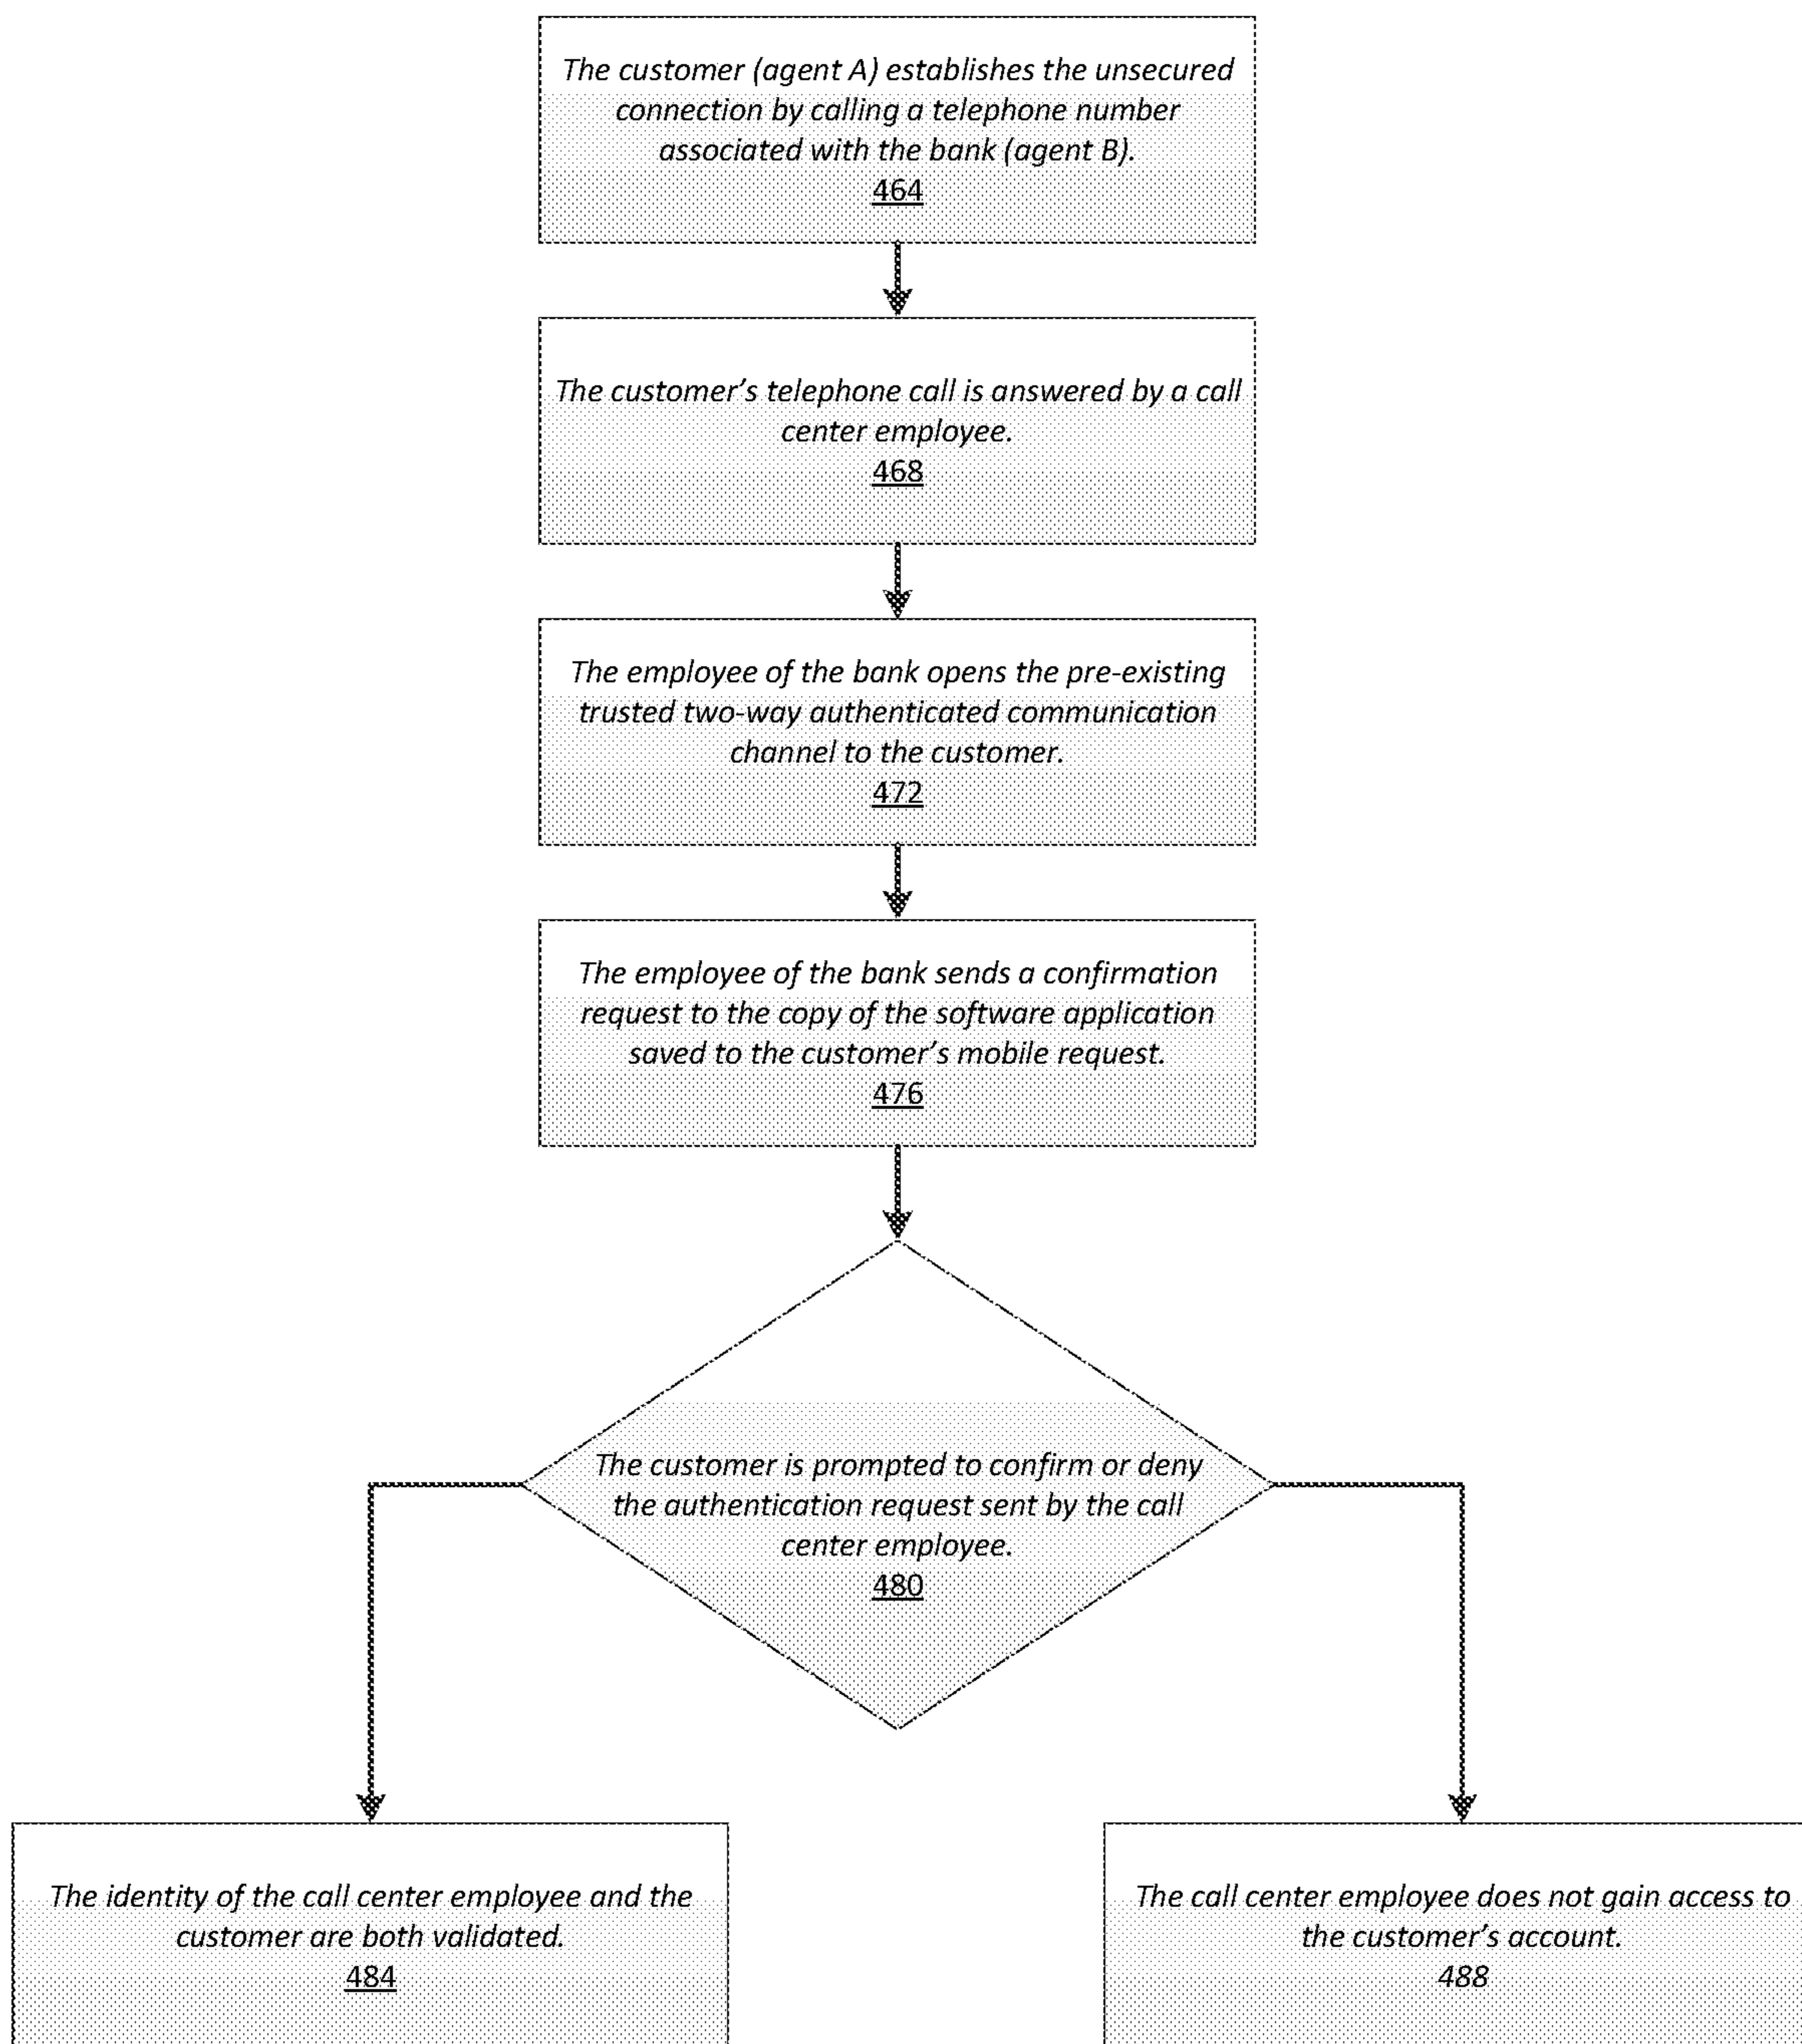 The customer (agent A) establishes the unsecured
connection by calling a telephone number
associated with the bank (agent B).
464
The customer’s telephone call is answered by a call
center employee.
468
The employee of the bank opens the pre-existing
trusted two-way authenticated communication
channel to the customer.
472
The employee of the bank sends a confirmation
request to the copy of the software application
saved to the customer’s mobile request.
476
The customer is prompted to confirm or deny
the authentication request sent by the call
center employee.
480
The identity of the call center employee and the
customer are both validated.
484
The call center employee does not gain access to
the customer’s account.
488